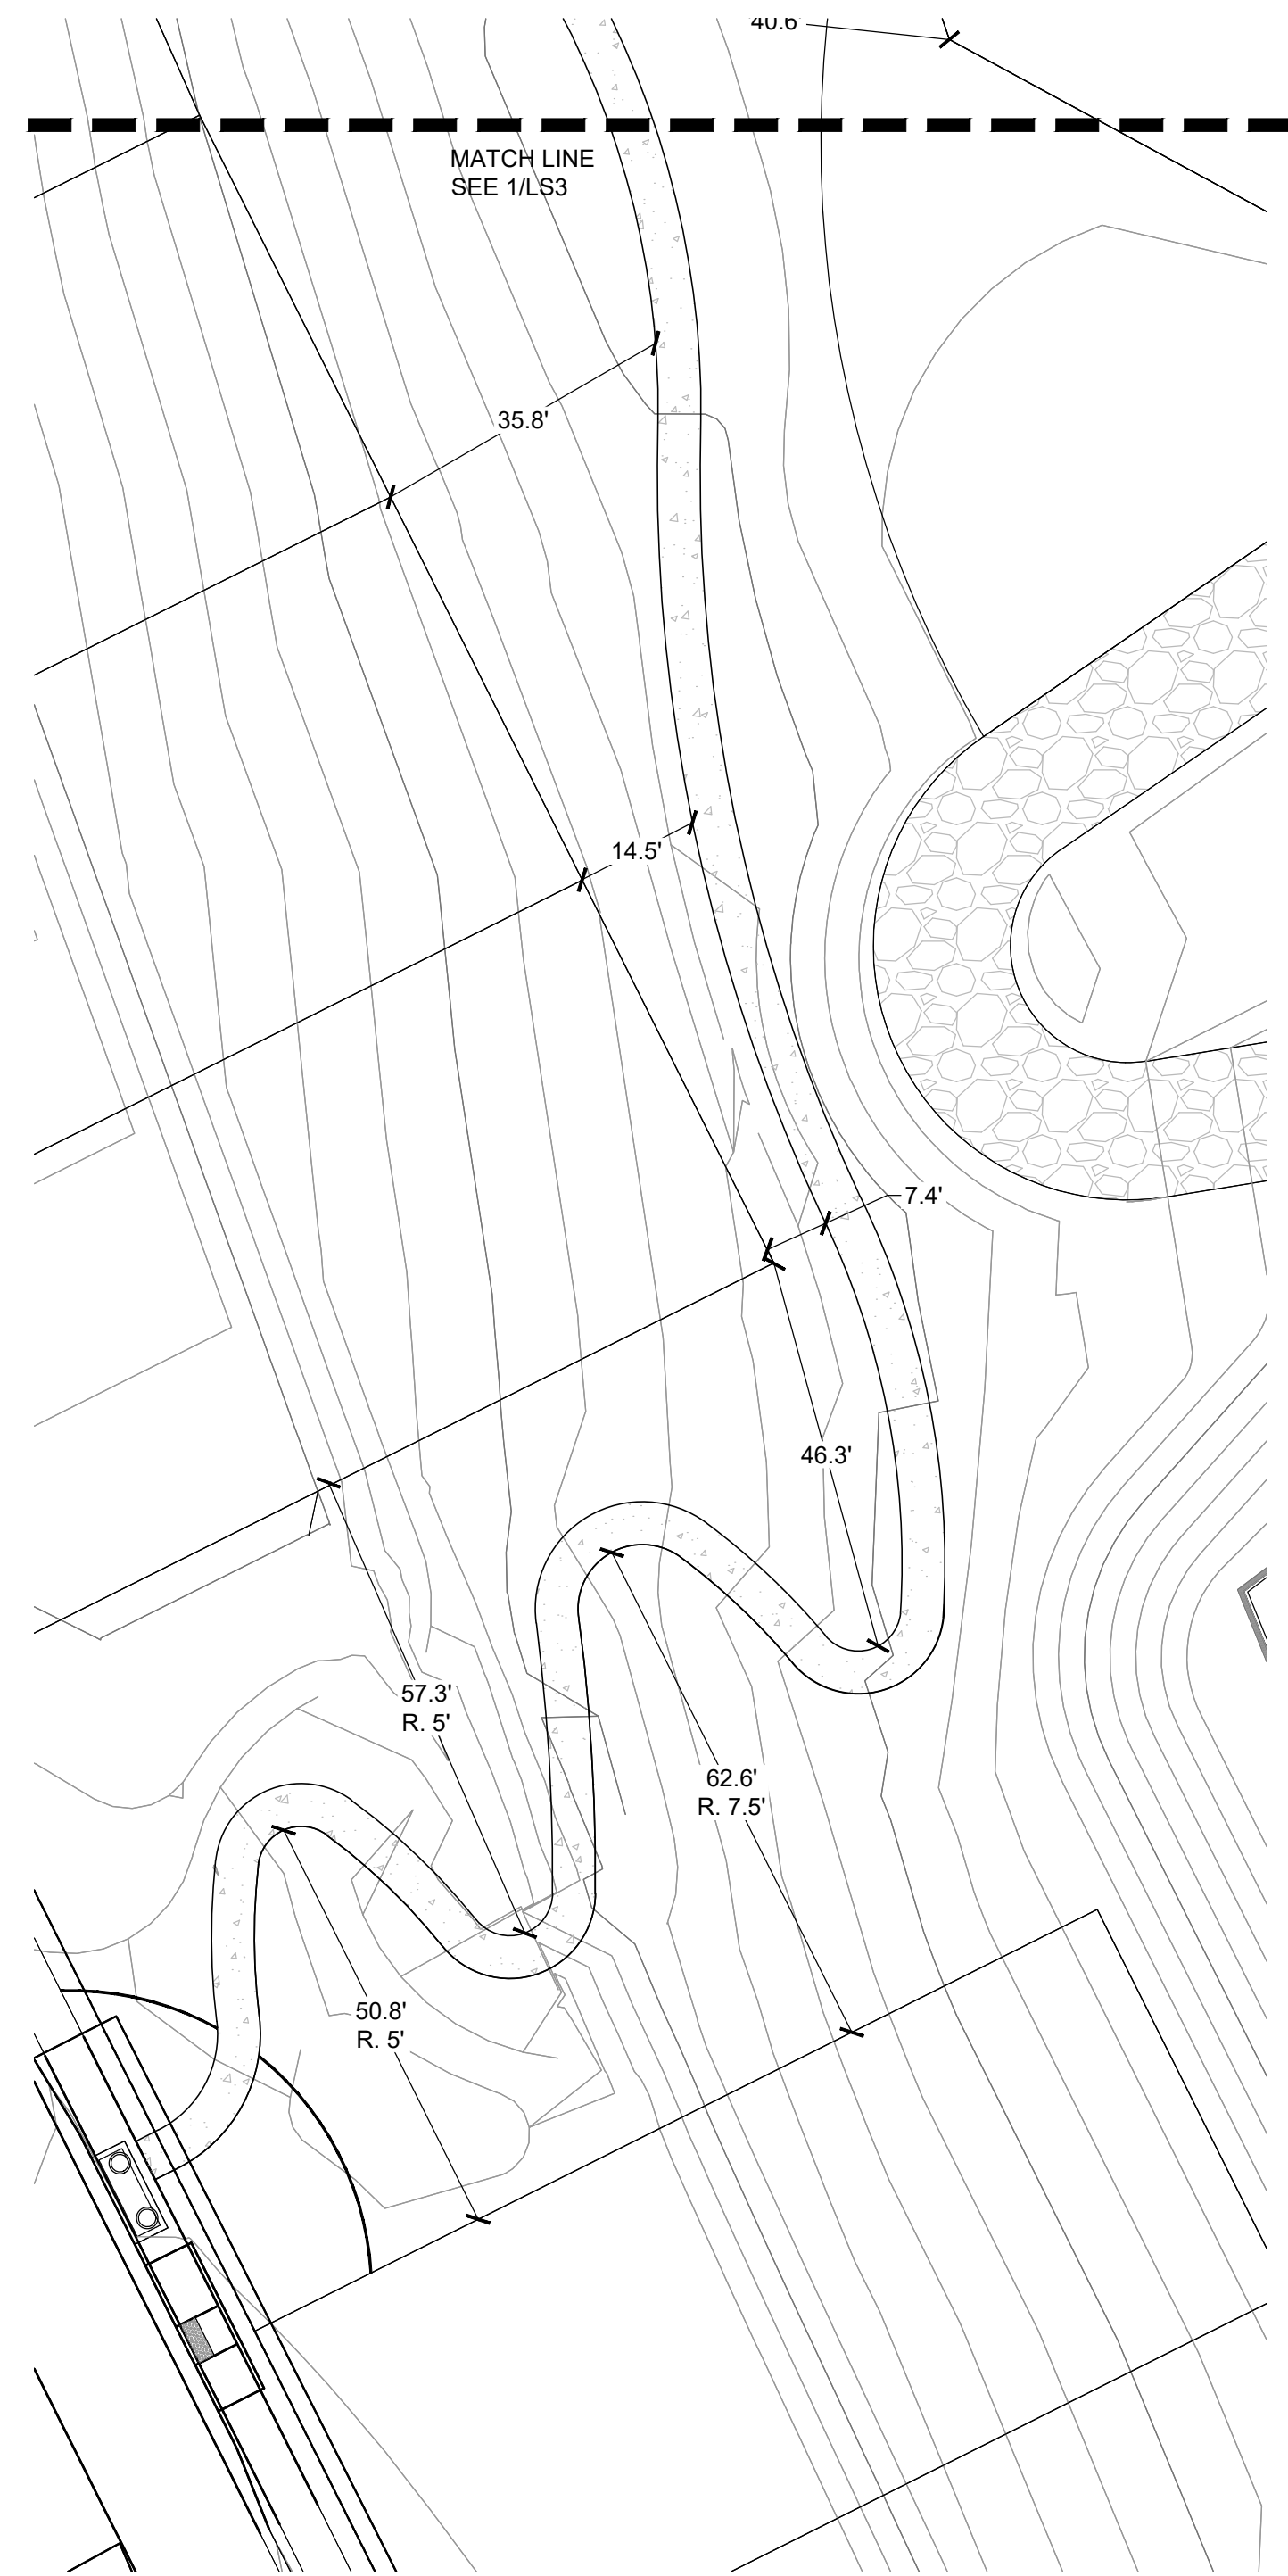 40.6'
MATCH LINE
SEE 1/LS3
35.8'
14.5'
7.4'
46.3'
57.3'
R. 5'
62.6'
R. 7.5'
50.8'
R. 5'